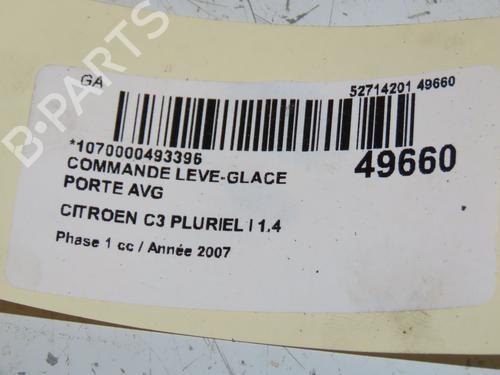 B-PARTS
GA
52714201 49660
*1070000493396
49660
COMMANDE LEVE-GLACE
PORTE AVG
CITROEN C3 PLURIEL I 1.4
Phase 1 cc / Année 2007